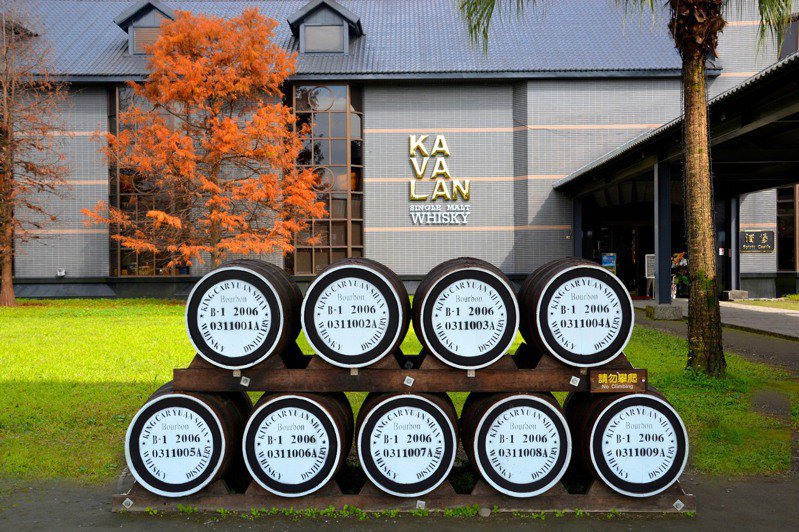 KA
VA
LAN
SINGLE MALT
WHISKY
KING CAR YUAN SHAN
Bourbon
B-1 2006
0311001A
WHISKY DISTILLERY
KING CAR YUAN SHAN
Bourbon
B-1 2006
0311002A
WHISKY DISTILLERY
KING CAR YUAN SHAN
Bourbon
B-1 2006
0311003A
WHISKY DISTILLERY
KING CAR YUAN SHAN
Bourbon
B-1 2006
0311004A
WHISKY DISTILLERY
請勿攀爬
No Climbing
KING CAR YUAN SHAN
Bourbon
B-1 2006
0311005A
WHISKY DISTILLERY
KING CAR YUAN SHAN
Bourbon
B-1 2006
0311006A
WHISKY DISTILLERY
KING CAR YUAN SHAN
Bourbon
B-1 2006
0311007A
WHISKY DISTILLERY
KING CAR YUAN SHAN
Bourbon
B-1 2006
0311008A
WHISKY DISTILLERY
KING CAR YUAN SHAN
Bourbon
B-1 2006
0311009A
WHISKY DISTILLERY